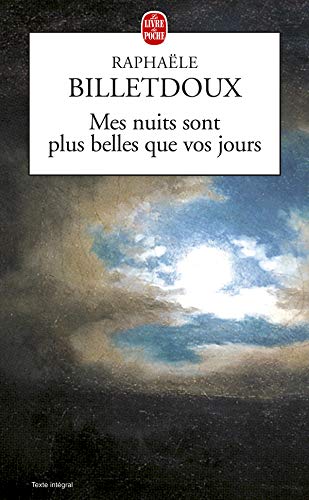 LE LIVRE
DE
POCHE
RAPHAËLE
BILLETDOUX
Mes nuits sont
plus belles que vos jours
Texte intégral